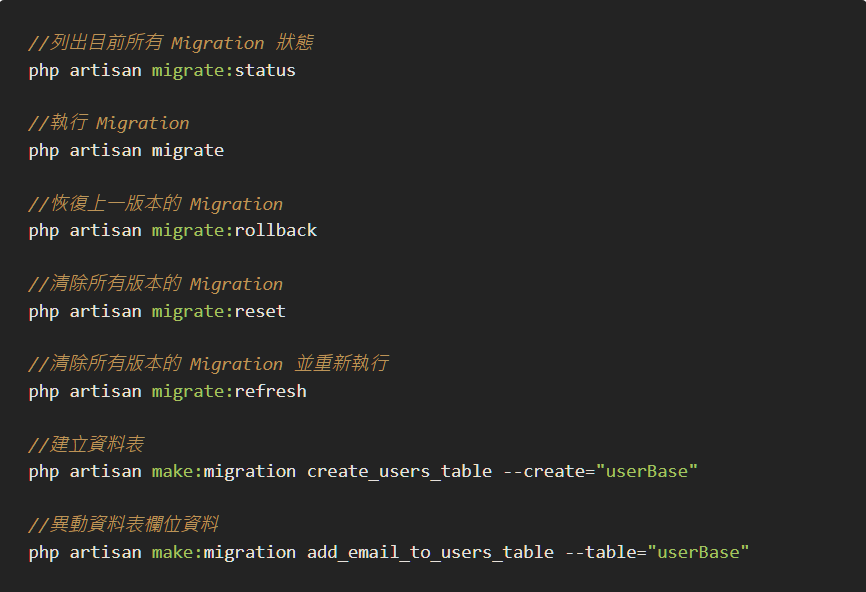 //列出目前所有 Migration 狀態
php artisan migrate:status
//執行 Migration
php artisan migrate
//恢復上一版本的 Migration
php artisan migrate:rollback
//清除所有版本的 Migration
php artisan migrate:reset
//清除所有版本的 Migration 並重新執行
php artisan migrate:refresh
//建立資料表
php artisan make:migration create_users_table --create="userBase"
//異動資料表欄位資料
php artisan make:migration add_email_to_users_table --table="userBase"